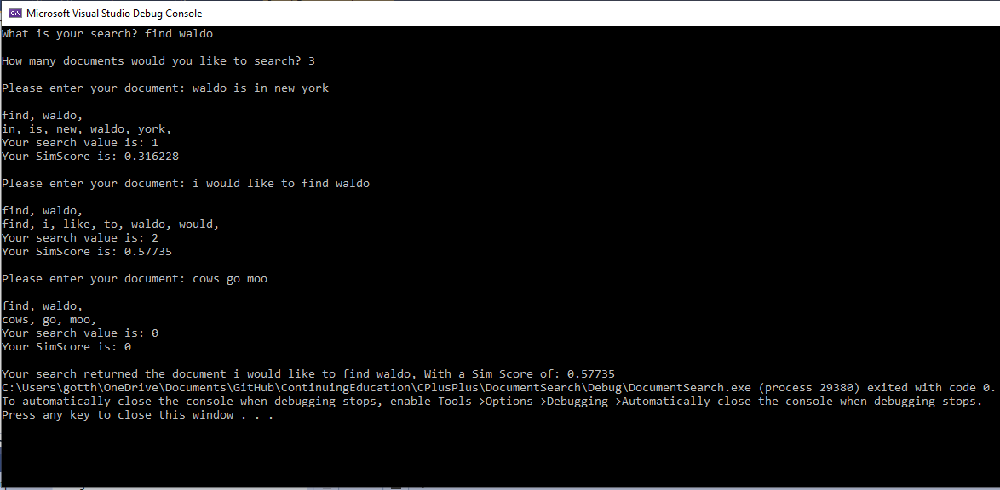 Microsoft Visual Studio Debug Console
What is your search? find waldo
How many documents would you like to search? 3
Please enter your document: waldo is in new york
find, waldo,
in, is, new, waldo, york,
Your search value is: 1
Your SimScore is: 0.316228
Please enter your document: i would like to find waldo
find, waldo,
find, i, like, to, waldo, would,
Your search value is: 2
Your SimScore is: 0.57735
Please enter your document: cows go moo
find, waldo,
cows, go, moo,
Your search value is: 0
Your SimScore is: 0
Your search returned the document i would like to find waldo, With a Sim Score of: 0.57735
C:\Users\gotth\OneDrive\Documents\GitHub\ContinuingEducation\CPlusPlus\DocumentSearch\Debug\DocumentSearch.exe (process 29380) exited with code 0.
To automatically close the console when debugging stops, enable Tools->Options->Debugging->Automatically close the console when debugging stops.
Press any key to close this window . . .